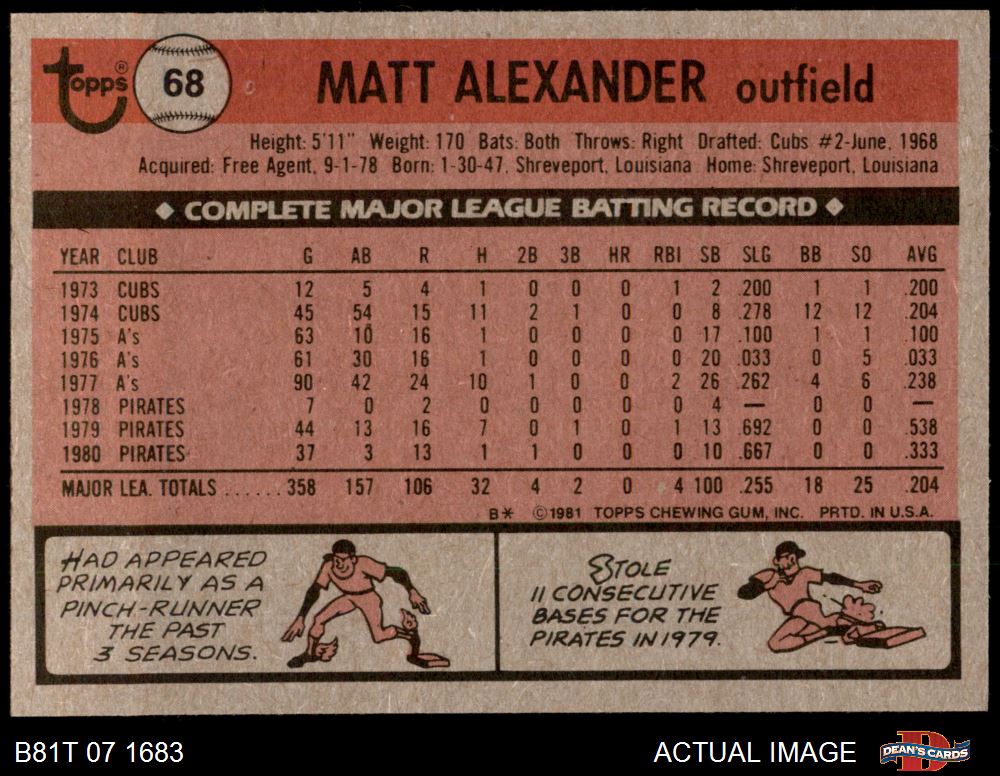 Topps® 68 MATT ALEXANDER outfield
Height: 5'11" Weight: 170 Bats: Both Throws: Right Drafted: Cubs #2-June, 1968
Acquired: Free Agent, 9-1-78 Born: 1-30-47, Shreveport, Louisiana Home: Shreveport, Louisiana
◆ COMPLETE MAJOR LEAGUE BATTING RECORD ◆
YEAR CLUB G AB R H 2B 3B HR RBI SB SLG BB SO AVG
1973 CUBS 12 5 4 1 0 0 0 1 2 .200 1 1 .200
1974 CUBS 45 54 15 11 2 1 0 0 8 .278 12 12 .204
1975 A's 63 10 16 1 0 0 0 0 17 .100 1 1 .100
1976 A's 61 30 16 1 0 0 0 0 20 .033 0 5 .033
1977 A's 90 42 24 10 1 0 0 2 26 .262 4 6 .238
1978 PIRATES 7 0 2 0 0 0 0 0 4 — 0 0 —
1979 PIRATES 44 13 16 7 0 1 0 1 13 .692 0 0 .538
1980 PIRATES 37 3 13 1 1 0 0 0 10 .667 0 0 .333
MAJOR LEA. TOTALS ...... 358 157 106 32 4 2 0 4 100 .255 18 25 .204
B* ©1981 TOPPS CHEWING GUM, INC. PRTD. IN U.S.A.
HAD APPEARED
PRIMARILY AS A
PINCH-RUNNER
THE PAST
3 SEASONS.
STOLE
11 CONSECUTIVE
BASES FOR THE
PIRATES IN 1979.
B81T 07 1683 ACTUAL IMAGE DEAN'S CARDS